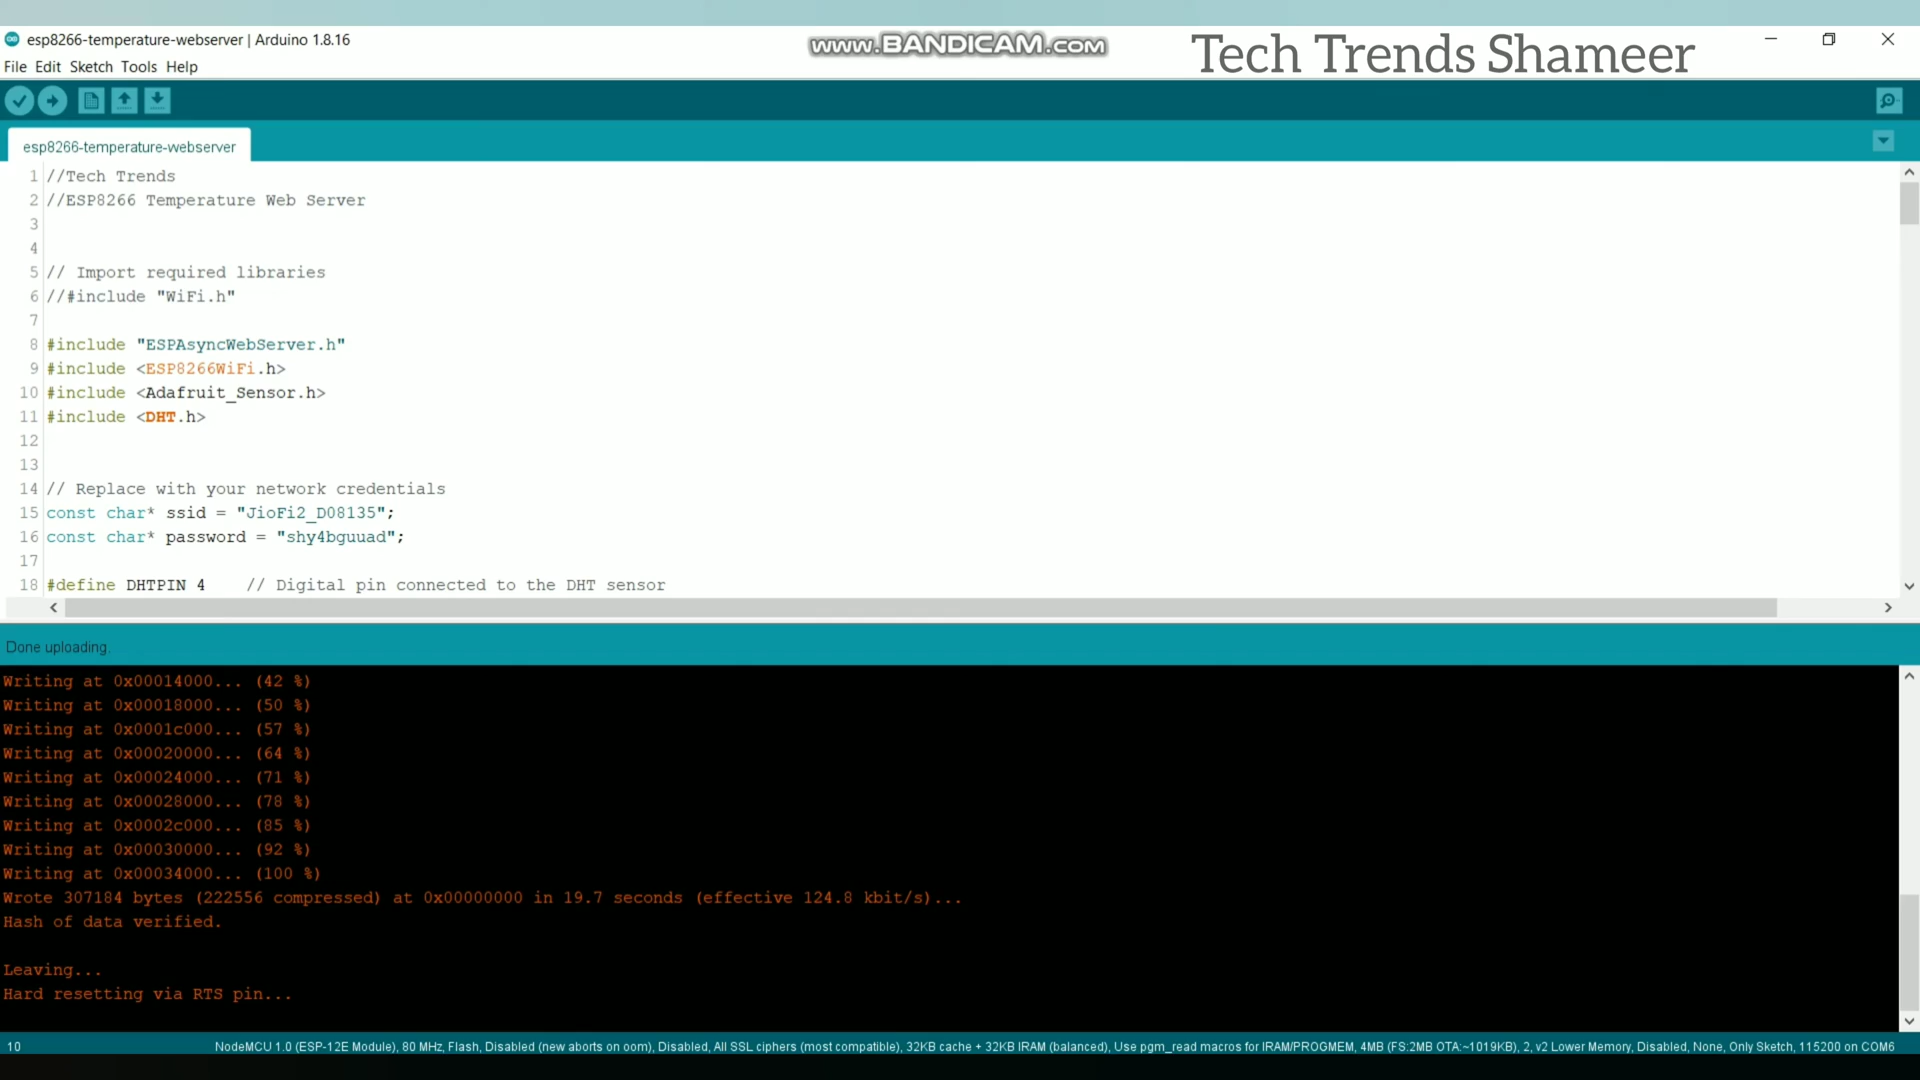 esp8266-temperature-webserver | Arduino 1.8.16
www.BANDICAM.com
Tech Trends Shameer
File Edit Sketch Tools Help
esp8266-temperature-webserver
1 //Tech Trends
2 //ESP8266 Temperature Web Server
3
4
5 // Import required libraries
6 //#include "WiFi.h"
7
8 #include "ESPAsyncWebServer.h"
9 #include <ESP8266WiFi.h>
10 #include <Adafruit_Sensor.h>
11 #include <DHT.h>
12
13
14 // Replace with your network credentials
15 const char* ssid = "JioFi2_D08135";
16 const char* password = "shy4bguuad";
17
18 #define DHTPIN 4    // Digital pin connected to the DHT sensor
Done uploading.
Writing at 0x00014000... (42 %)
Writing at 0x00018000... (50 %)
Writing at 0x0001c000... (57 %)
Writing at 0x00020000... (64 %)
Writing at 0x00024000... (71 %)
Writing at 0x00028000... (78 %)
Writing at 0x0002c000... (85 %)
Writing at 0x00030000... (92 %)
Writing at 0x00034000... (100 %)
Wrote 307184 bytes (222556 compressed) at 0x00000000 in 19.7 seconds (effective 124.8 kbit/s)...
Hash of data verified.
Leaving...
Hard resetting via RTS pin...
10
NodeMCU 1.0 (ESP-12E Module), 80 MHz, Flash, Disabled (new aborts on oom), Disabled, All SSL ciphers (most compatible), 32KB cache + 32KB IRAM (balanced), Use pgm_read macros for IRAM/PROGMEM, 4MB (FS:2MB OTA:~1019KB), 2, v2 Lower Memory, Disabled, None, Only Sketch, 115200 on COM6